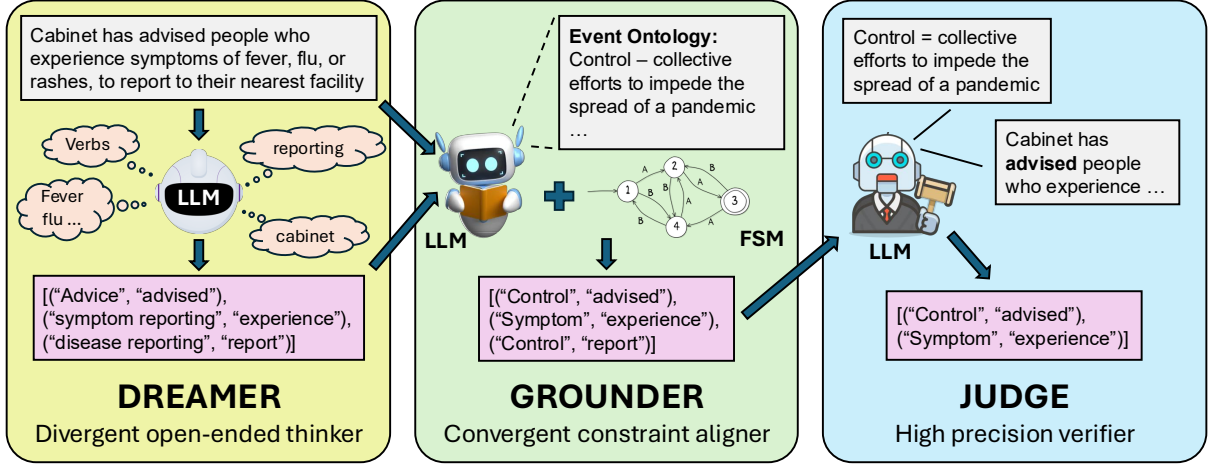 Cabinet has advised people who
experience symptoms of fever, flu, or
rashes, to report to their nearest facility
Verbs
reporting
Fever
flu ...
LLM
cabinet
[(“Advice”, “advised”),
(“symptom reporting”, “experience”),
(“disease reporting”, “report”)]
DREAMER
Divergent open-ended thinker
Event Ontology:
Control – collective
efforts to impede the
spread of a pandemic
…
LLM
1
2
3
4
A
B
B
A
B
B
A
A
B
A
FSM
[(“Control”, “advised”),
(“Symptom”, “experience”),
(“Control”, “report”)]
GROUNDER
Convergent constraint aligner
Control = collective
efforts to impede the
spread of a pandemic
Cabinet has
advised people
who experience …
LLM
[(“Control”, “advised”),
(“Symptom”, “experience”)]
JUDGE
High precision verifier